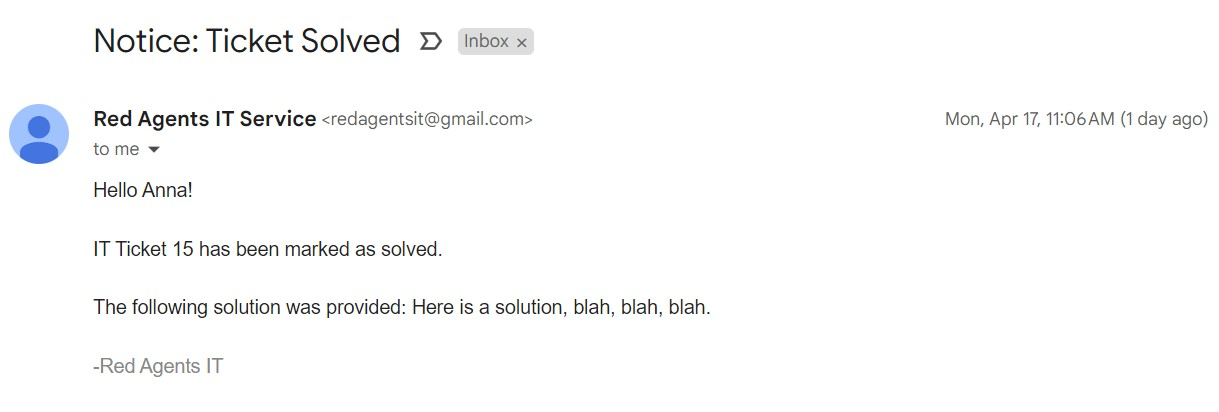 Notice: Ticket Solved Inbox ×
Red Agents IT Service <redagentsit@gmail.com> Mon, Apr 17, 11:06 AM (1 day ago)
to me
Hello Anna!
IT Ticket 15 has been marked as solved.
The following solution was provided: Here is a solution, blah, blah, blah.
-Red Agents IT